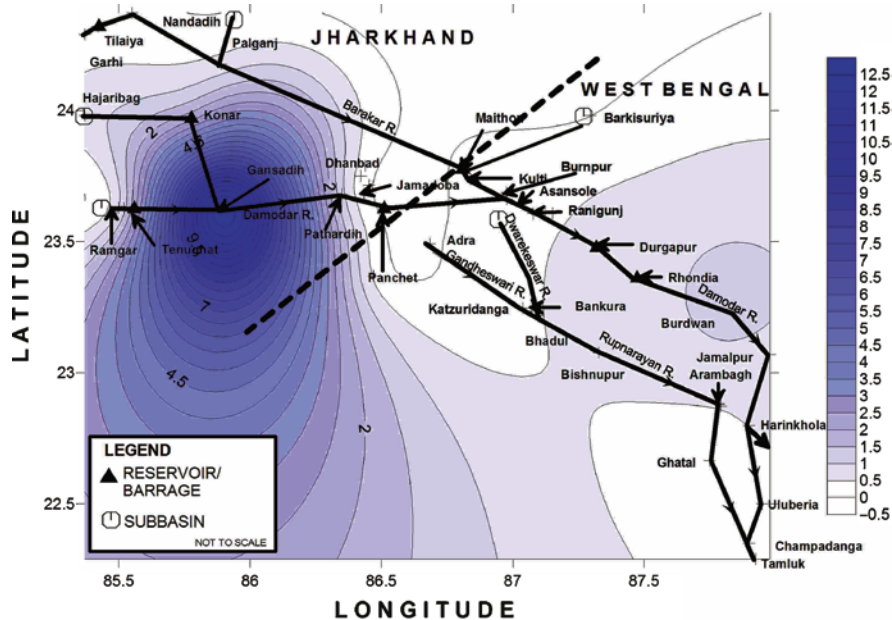 Nandadih
Tilaiya
Palganj
JHARKHAND
Garhi
WEST BENGAL
24
Hajaribag
Konar
Barakar R.
Maithon
Barkisuriya
2
4.5
Dhanbad
Gansadih
Kulti
Burnpur
Jamadoba
Asansole
2
Damodar R.
Ranigunj
Pathardih
9.5
Dwarekeswar R.
23.5
Ramgar
Tenughat
Adra
Durgapur
Panchet
Gandheswari R.
Rhondia
7
Katzuridanga
Bankura
Damodar R.
Burdwan
Bhadul
Rupnarayan R.
23
4.5
Bishnupur
Jamalpur
Arambagh
2
Harinkhola
LEGEND
RESERVOIR/
BARRAGE
Ghatal
22.5
SUBBASIN
Uluberia
NOT TO SCALE
Champadanga
Tamluk
85.5 86 86.5 87 87.5
LONGITUDE
LATITUDE
12.5
12
11.5
11
10.5
10
9.5
9
8.5
8
7.5
7
6.5
6
5.5
5
4.5
4
3.5
3
2.5
2
1.5
1
0.5
0
−0.5